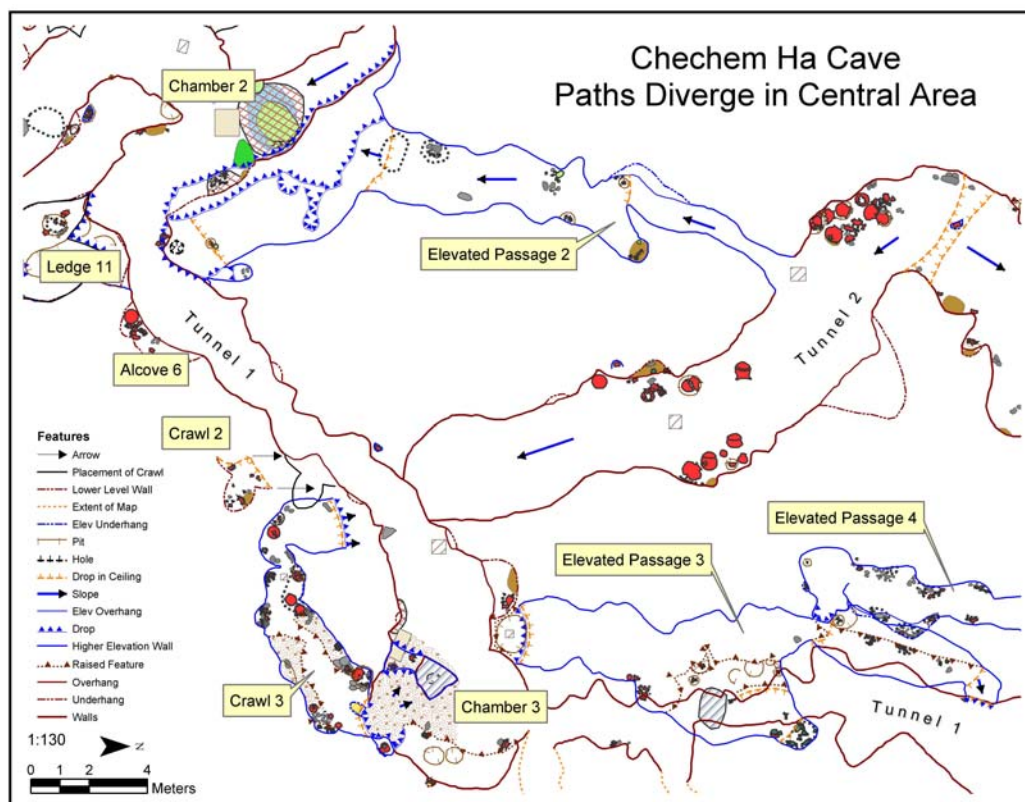 Chechem Ha Cave
Paths Diverge in Central Area
Chamber 2
Elevated Passage 2
Ledge 11
Tunnel 1
Tunnel 2
Alcove 6
Crawl 2
Elevated Passage 4
Elevated Passage 3
Crawl 3
Chamber 3
Tunnel 1
Features
Arrow
Placement of Crawl
Lower Level Wall
Extent of Map
Elev Underhang
Pit
Hole
Drop in Ceiling
Slope
Elev Overhang
Drop
Higher Elevation Wall
Raised Feature
Overhang
Underhang
Walls
1:130
N
0 1 2 4
Meters